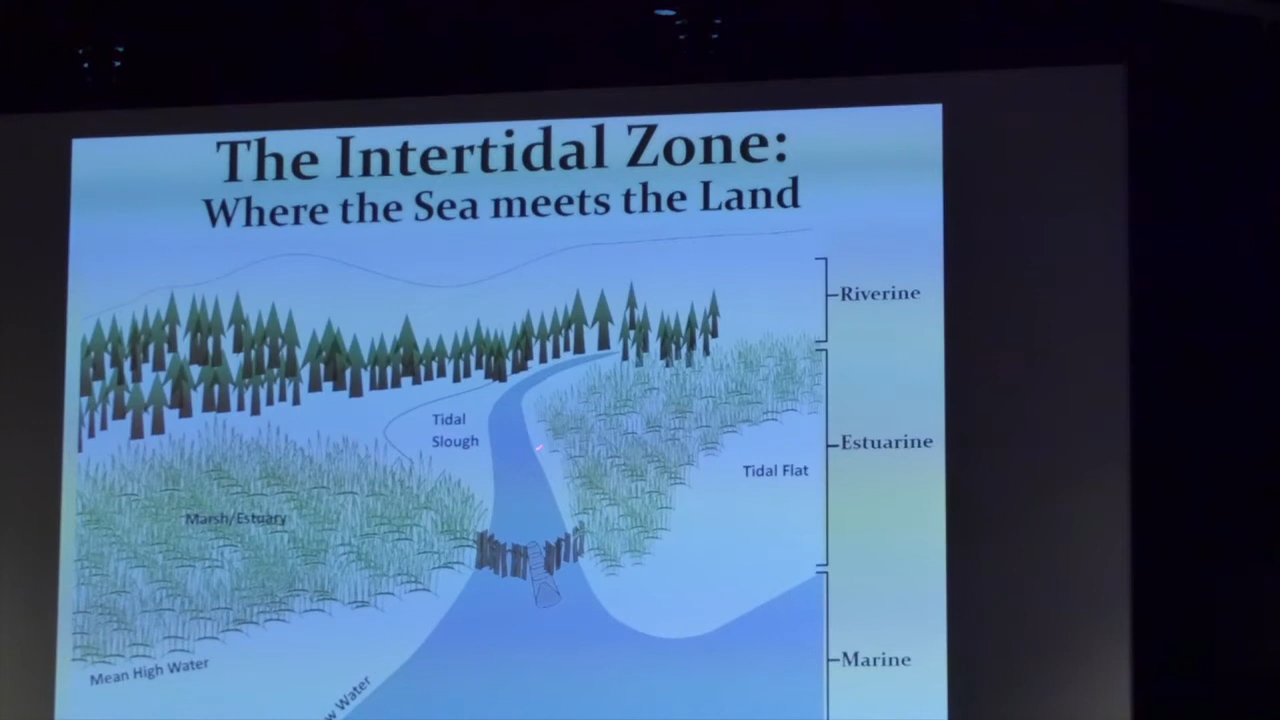 The Intertidal Zone:
Where the Sea meets the Land
Riverine
Tidal
Slough
Estuarine
Tidal Flat
Marsh/Estuary
Marine
Mean High Water
Water